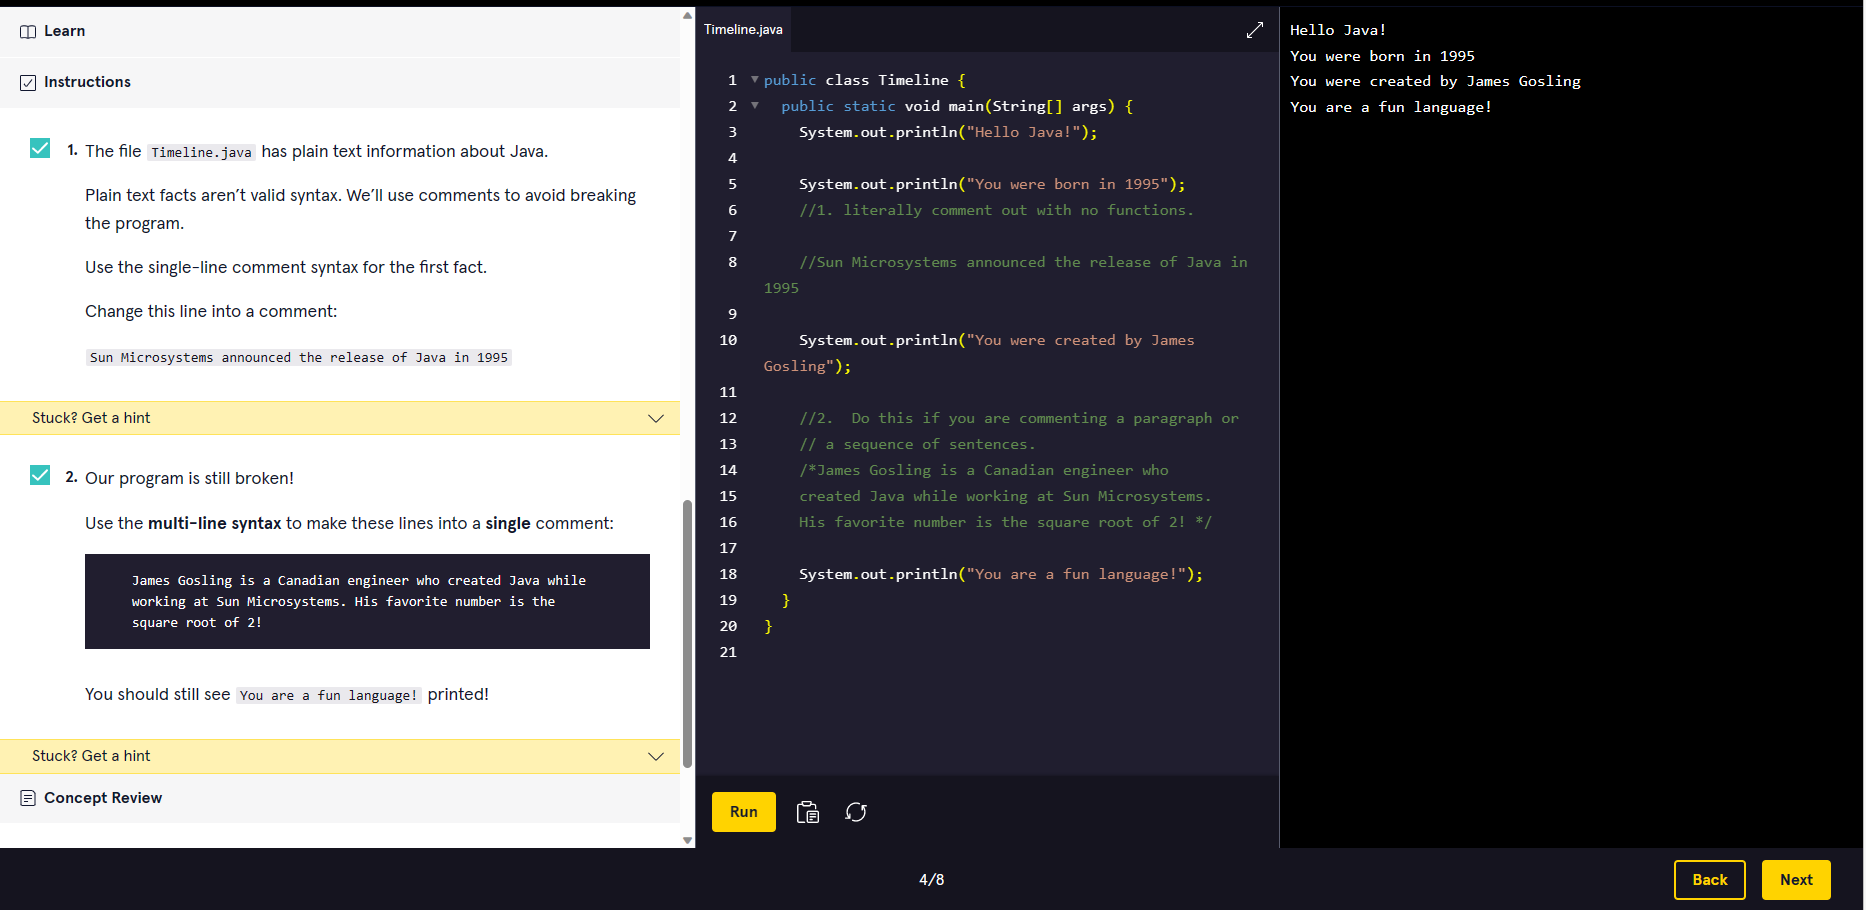 Learn
Instructions
1. The file Timeline.java has plain text information about Java.
Plain text facts aren’t valid syntax. We’ll use comments to avoid breaking
the program.
Use the single-line comment syntax for the first fact.
Change this line into a comment:
Sun Microsystems announced the release of Java in 1995
Stuck? Get a hint
2. Our program is still broken!
Use the multi-line syntax to make these lines into a single comment:
James Gosling is a Canadian engineer who created Java while
working at Sun Microsystems. His favorite number is the
square root of 2!
You should still see You are a fun language! printed!
Stuck? Get a hint
Concept Review
Timeline.java
1 public class Timeline {
2 public static void main(String[] args) {
3 System.out.println("Hello Java!");
4
5 System.out.println("You were born in 1995");
6 //1. literally comment out with no functions.
7
8 //Sun Microsystems announced the release of Java in
1995
9
10 System.out.println("You were created by James
Gosling");
11
12 //2.  Do this if you are commenting a paragraph or
13 // a sequence of sentences.
14 /*James Gosling is a Canadian engineer who
15 created Java while working at Sun Microsystems.
16 His favorite number is the square root of 2! */
17
18 System.out.println("You are a fun language!");
19 }
20 }
21
Run
Hello Java!
You were born in 1995
You were created by James Gosling
You are a fun language!
4/8
Back
Next